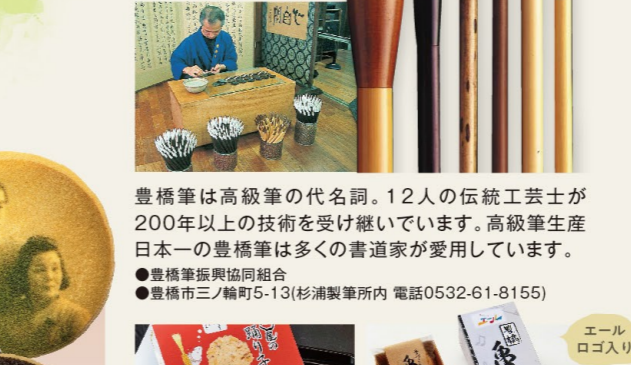 豊橋筆は高級筆の代名詞。12人の伝統工芸士が
200年以上の技術を受け継いでいます。高級筆生産
日本一の豊橋筆は多くの書道家が愛用しています。
●豊橋筆振興協同組合
●豊橋市三ノ輪町5-13(杉浦製筆所内 電話0532-61-8155)
エール
ロゴ入り